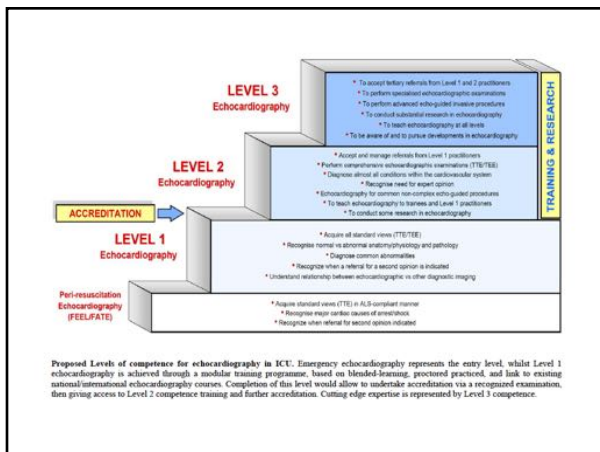 LEVEL 3
Echocardiography
* To accept tertiary referrals from Level 1 and 2 practitioners
* To perform specialised echocardiographic examinations
* To perform advanced echo-guided invasive procedures
* To conduct substantial research in echocardiography
* To teach echocardiography at all levels
* To be aware of and to pursue developments in echocardiography
TRAINING & RESEARCH
LEVEL 2
Echocardiography
* Accept and manage referrals from Level 1 practitioners
* Perform comprehensive echocardiographic examinations (TTE/TEE)
* Diagnose almost all conditions within the cardiovascular system
* Recognise need for expert opinion
* Echocardiography for common non-complex echo-guided procedures
* To teach echocardiography to trainees and Level 1 practitioners
* To conduct some research in echocardiography
ACCREDITATION
LEVEL 1
Echocardiography
* Acquire all standard views (TTE/TEE)
* Recognise normal vs abnormal anatomy/physiology and pathology
* Diagnose common abnormalities
* Recognize when a referral for a second opinion is indicated
* Understand relationship between echocardiographic vs other diagnostic imaging
Peri-resuscitation
Echocardiography
(FEEL/FATE)
* Acquire standard views (TTE) in ALS-compliant manner
* Recognise major cardiac causes of arrest/shock
* Recognize when referral for second opinion indicated
Proposed Levels of competence for echocardiography in ICU. Emergency echocardiography represents the entry level, whilst Level 1
echocardiography is achieved through a modular training programme, based on blended-learning, proctored practiced, and link to existing
national/international echocardiography courses. Completion of this level would allow to undertake accreditation via a recognized examination,
then giving access to Level 2 competence training and further accreditation. Cutting edge expertise is represented by Level 3 competence.